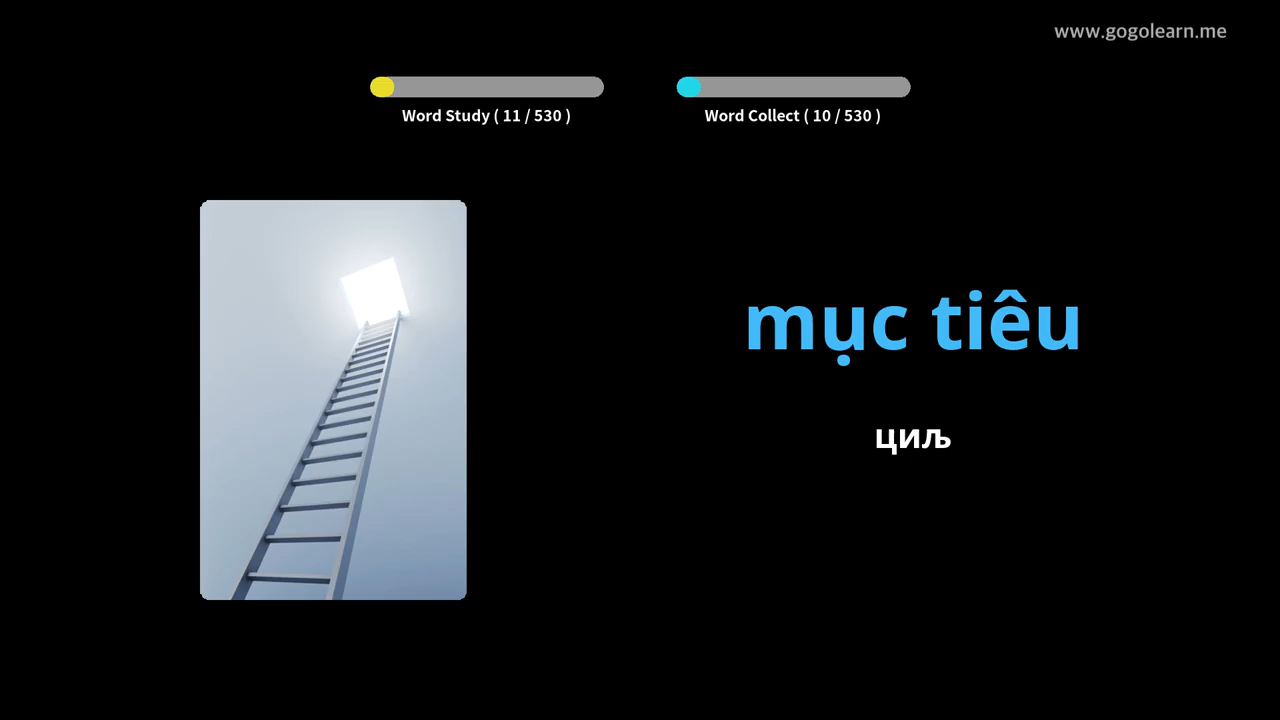 www.gogolearn.me
Word Study ( 11 / 530 )
Word Collect ( 10 / 530 )
mục tiêu
циљ